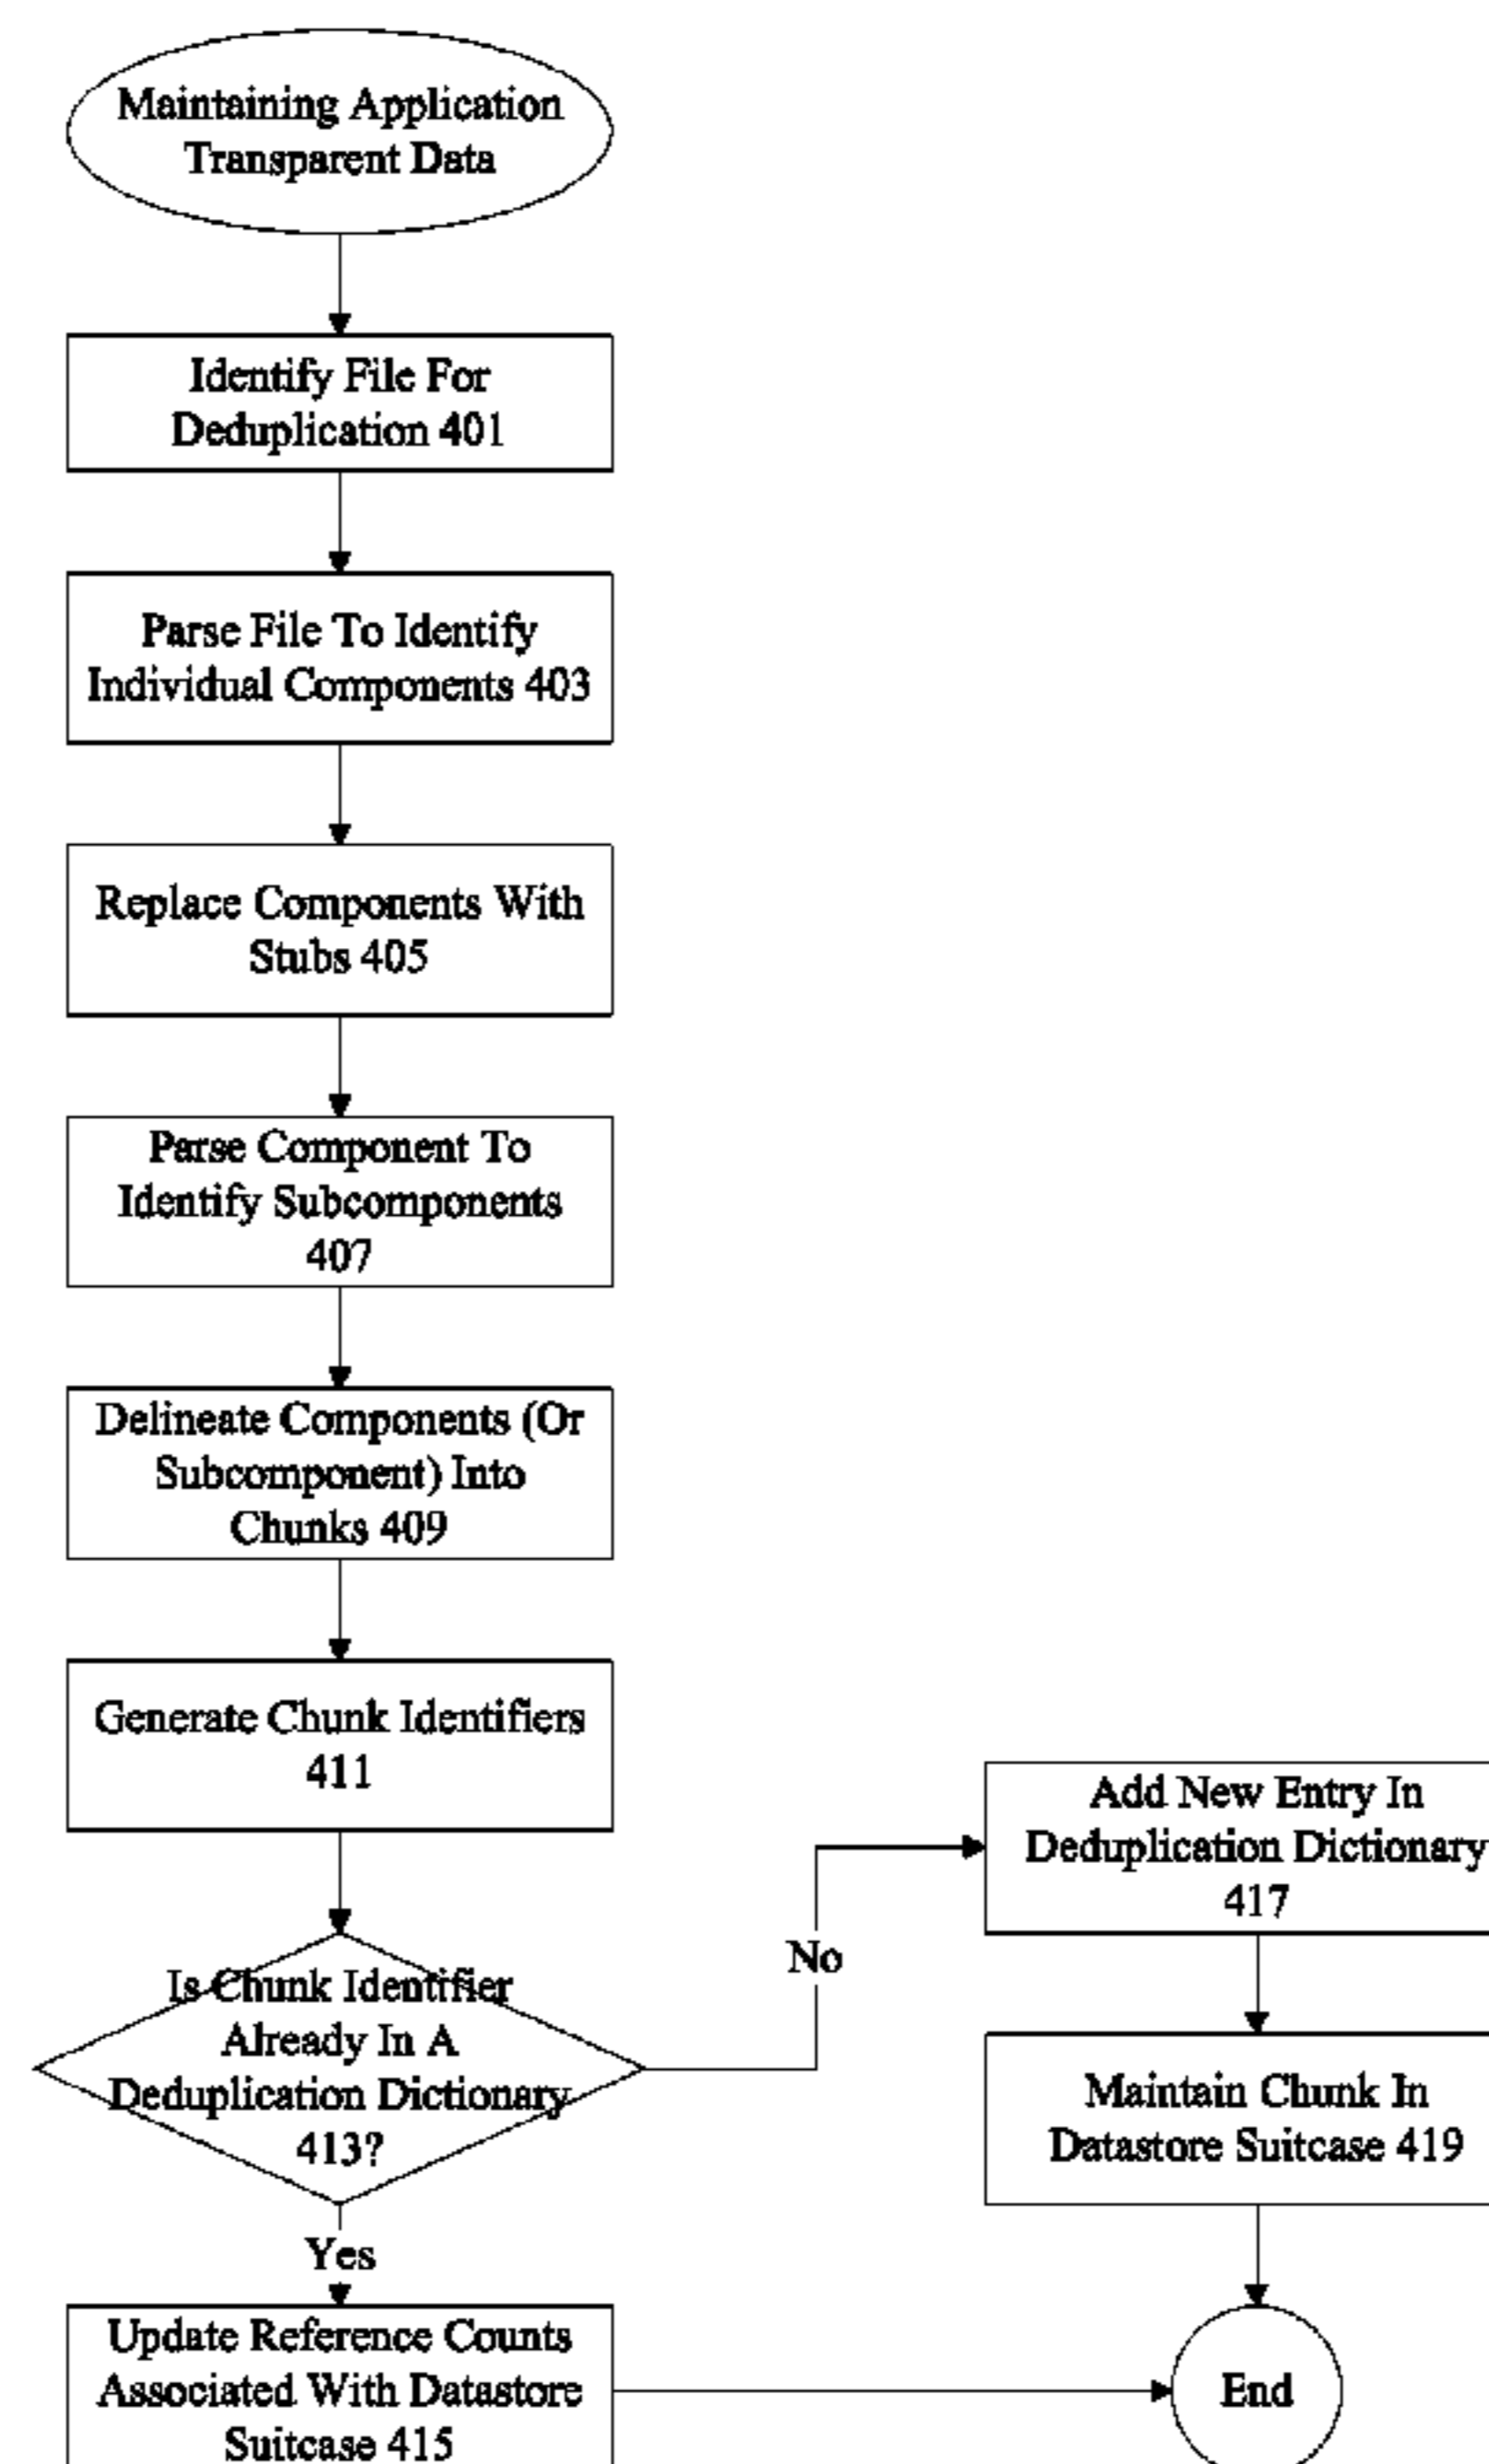 Maintaining Application
Transparent Data
Identify File For
Deduplication 401
Parse File To Identify
Individual Components 403
Replace Components With
Stubs 405
Parse Component To
Identify Subcomponents
407
Delineate Components (Or
Subcomponent) Into
Chunks 409
Generate Chunk Identifiers
411
Is Chunk Identifier
Already In A
Deduplication Dictionary
413?
Yes
Update Reference Counts
Associated With Datastore
Suitcase 415
No
Add New Entry In
Deduplication Dictionary
417
Maintain Chunk In
Datastore Suitcase 419
End